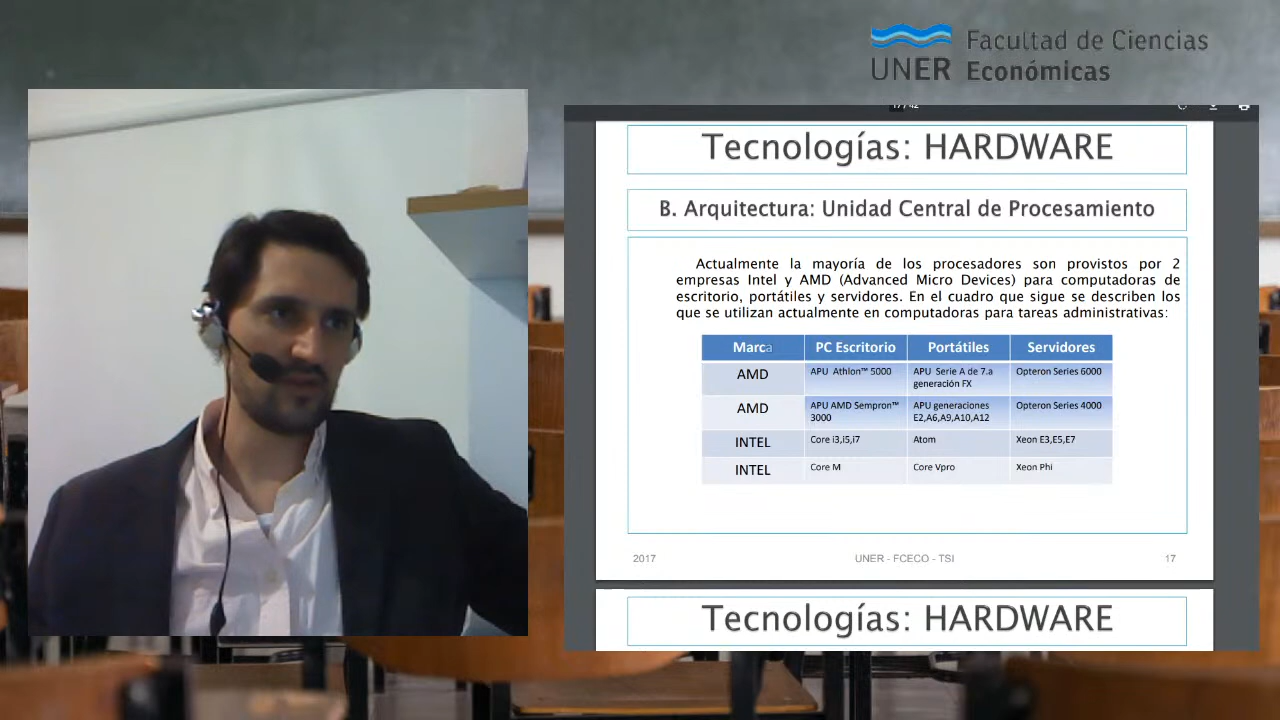 Facultad de Ciencias
UNER Económicas
17 / 42
Tecnologías: HARDWARE
B. Arquitectura: Unidad Central de Procesamiento
Actualmente la mayoría de los procesadores son provistos por 2
empresas Intel y AMD (Advanced Micro Devices) para computadoras de
escritorio, portátiles y servidores. En el cuadro que sigue se describen los
que se utilizan actualmente en computadoras para tareas administrativas:
Marca PC Escritorio Portátiles Servidores
AMD APU Athlon™ 5000 APU Serie A de 7.a generación FX Opteron Series 6000
AMD APU AMD Sempron™ 3000 APU generaciones E2,A6,A9,A10,A12 Opteron Series 4000
INTEL Core i3,i5,i7 Atom Xeon E3,E5,E7
INTEL Core M Core Vpro Xeon Phi
2017 UNER - FCECO - TSI 17
Tecnologías: HARDWARE